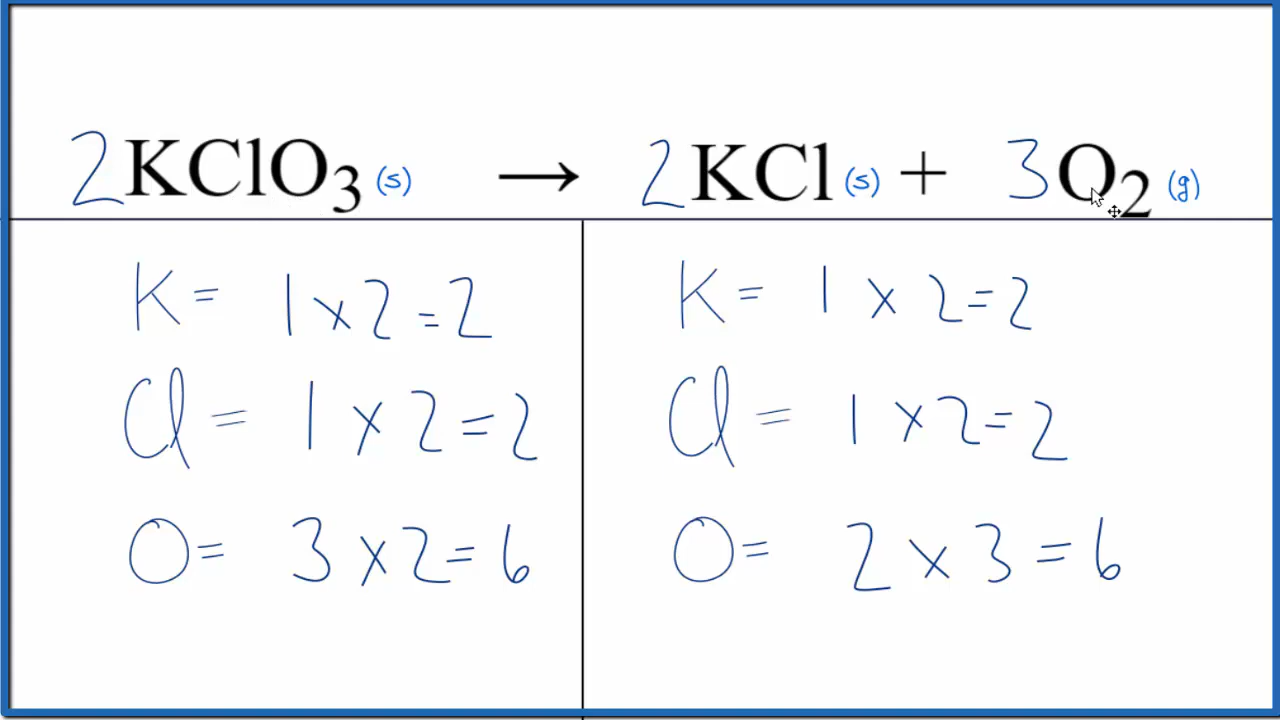 2KClO₃ (s) → 2KCl (s) + 3O₂ (g)
K = 1 x 2 = 2
Cl = 1 x 2 = 2
O = 3 x 2 = 6
K = 1 x 2 = 2
Cl = 1 x 2 = 2
O = 2 x 3 = 6